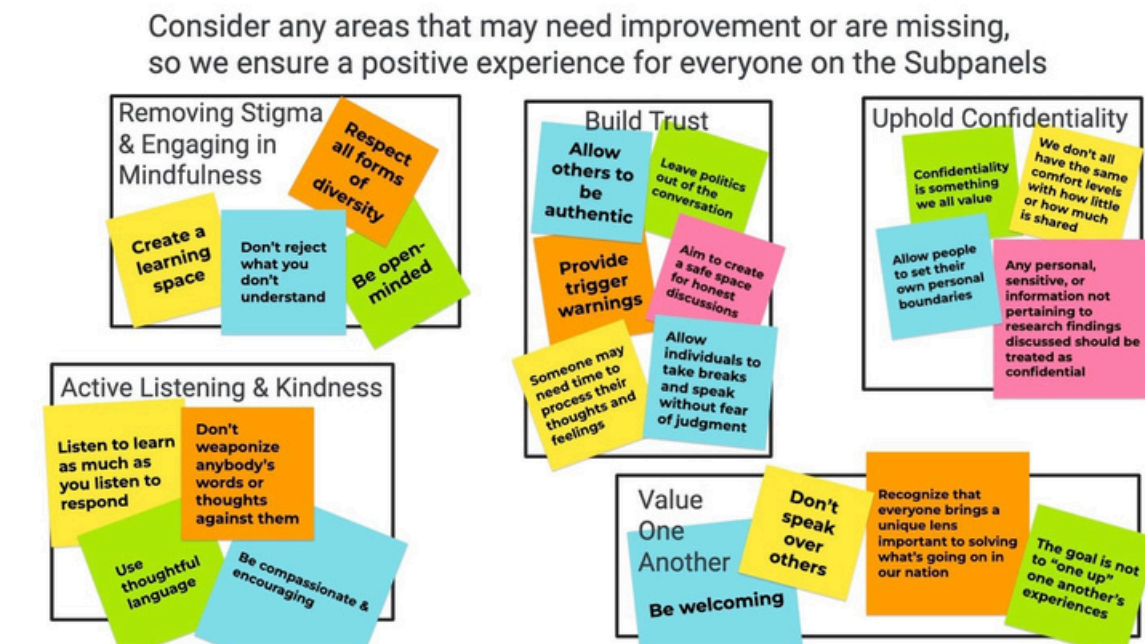 Consider any areas that may need improvement or are missing,
so we ensure a positive experience for everyone on the Subpanels
Removing Stigma
& Engaging in
Mindfulness
Respect
all forms
of
diversity
Create a
learning
space
Don't reject
what you
don't
understand
Be open-
minded
Build Trust
Allow
others to
be
authentic
Leave politics
out of the
conversation
Provide
trigger
warnings
Aim to create
a safe space
for honest
discussions
Someone may
need time to
process their
thoughts and
feelings
Allow
individuals to
take breaks
and speak
without fear
of judgment
Uphold Confidentiality
Confidentiality
is something
we all value
We don't all
have the same
comfort levels
with how little
or how much
is shared
Allow people
to set their
own personal
boundaries
Any personal,
sensitive, or
information not
pertaining to
research findings
discussed should be
treated as
confidential
Active Listening & Kindness
Listen to learn
as much as
you listen to
respond
Don't
weaponize
anybody's
words or
thoughts
against them
Use
thoughtful
language
Be compassionate &
encouraging
Value
One
Another
Be welcoming
Don't
speak
over
others
Recognize that
everyone brings a
unique lens
important to solving
what's going on in
our nation
The goal is not
to "one up"
one another's
experiences